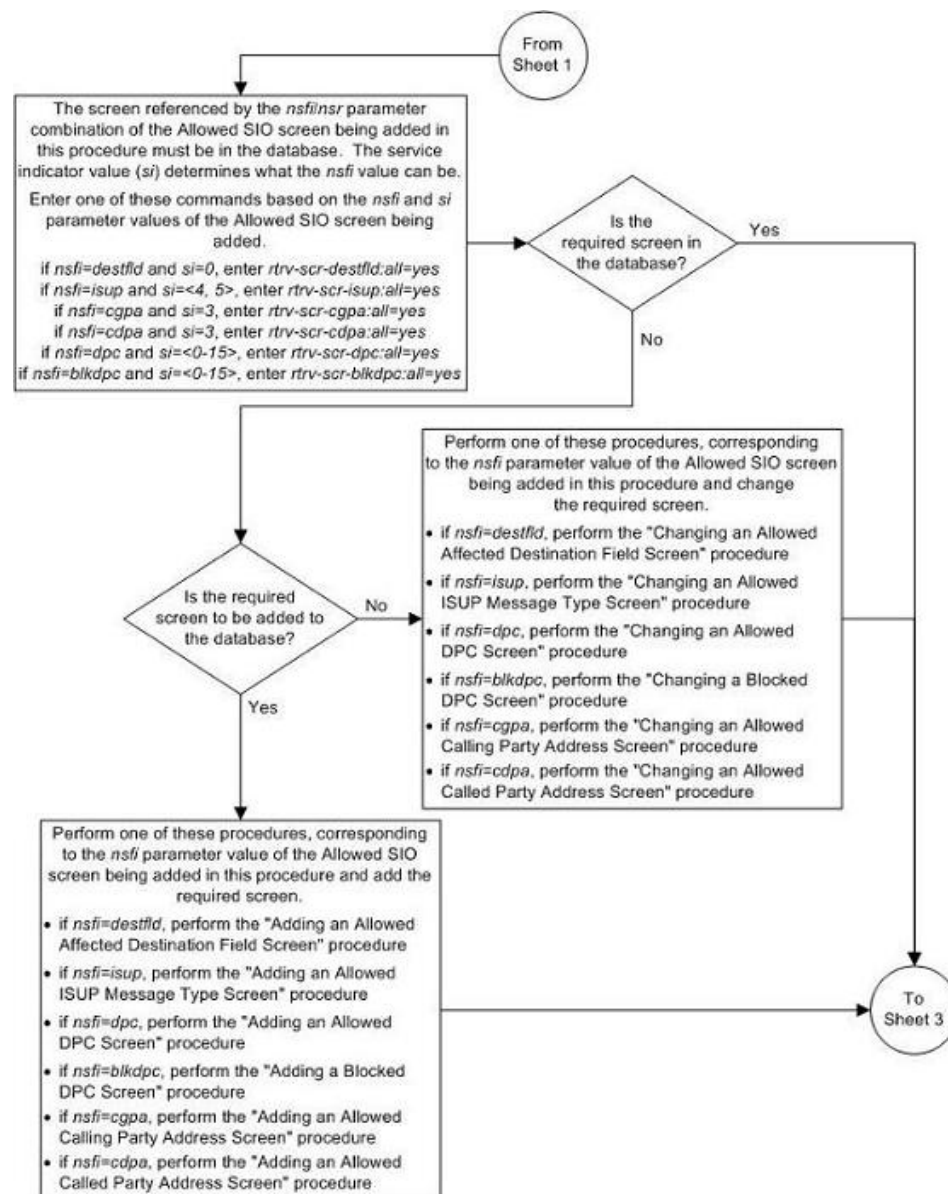 From
Sheet 1
The screen referenced by the nsfi/nsr parameter
combination of the Allowed SIO screen being added in
this procedure must be in the database. The service
indicator value (si) determines what the nsfi value can be.
Enter one of these commands based on the nsfi and si
parameter values of the Allowed SIO screen being
added.
if nsfi=destfld and si=0, enter rtrv-scr-destfld:all=yes
if nsfi=isup and si=<4, 5>, enter rtrv-scr-isup:all=yes
if nsfi=cgpa and si=3, enter rtrv-scr-cgpa:all=yes
if nsfi=cdpa and si=3, enter rtrv-scr-cdpa:all=yes
if nsfi=dpc and si=<0-15>, enter rtrv-scr-dpc:all=yes
if nsfi=blkdpc and si=<0-15>, enter rtrv-scr-blkdpc:all=yes
Is the
required screen in
the database?
Yes
No
Perform one of these procedures, corresponding
to the nsfi parameter value of the Allowed SIO screen
being added in this procedure and change
the required screen.
• if nsfi=destfld, perform the "Changing an Allowed
Affected Destination Field Screen" procedure
• if nsfi=isup, perform the "Changing an Allowed
ISUP Message Type Screen" procedure
• if nsfi=dpc, perform the "Changing an Allowed
DPC Screen" procedure
• if nsfi=blkdpc, perform the "Changing a Blocked
DPC Screen" procedure
• if nsfi=cgpa, perform the "Changing an Allowed
Calling Party Address Screen" procedure
• if nsfi=cdpa, perform the "Changing an Allowed
Called Party Address Screen" procedure
Is the required
screen to be added to
the database?
No
Yes
Perform one of these procedures, corresponding
to the nsfi parameter value of the Allowed SIO
screen being added in this procedure and add the
required screen.
• if nsfi=destfld, perform the "Adding an Allowed
Affected Destination Field Screen" procedure
• if nsfi=isup, perform the "Adding an Allowed
ISUP Message Type Screen" procedure
• if nsfi=dpc, perform the "Adding an Allowed
DPC Screen" procedure
• if nsfi=blkdpc, perform the "Adding a Blocked
DPC Screen" procedure
• if nsfi=cgpa, perform the "Adding an Allowed
Calling Party Address Screen" procedure
• if nsfi=cdpa, perform the "Adding an Allowed
Called Party Address Screen" procedure
To
Sheet 3